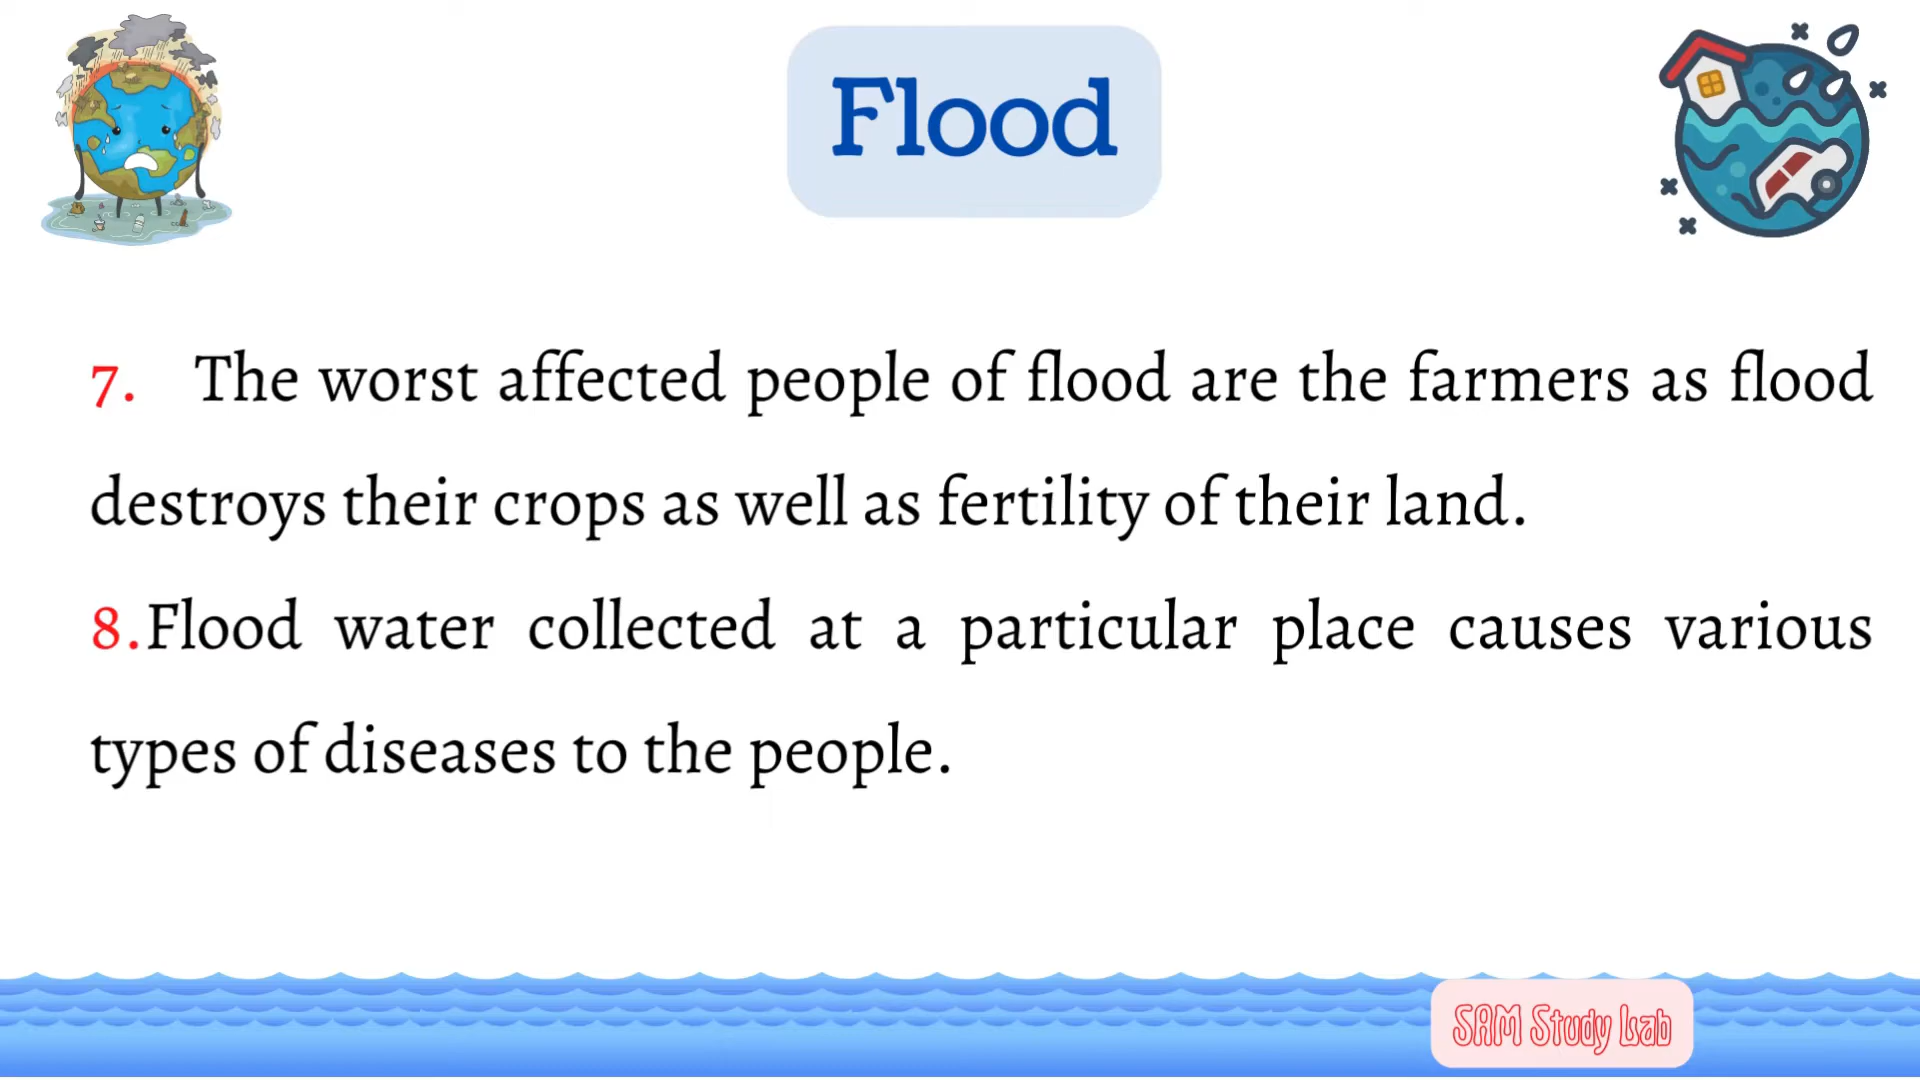 Flood
7. The worst affected people of flood are the farmers as flood
destroys their crops as well as fertility of their land.
8. Flood water collected at a particular place causes various
types of diseases to the people.
SAM Study Lab